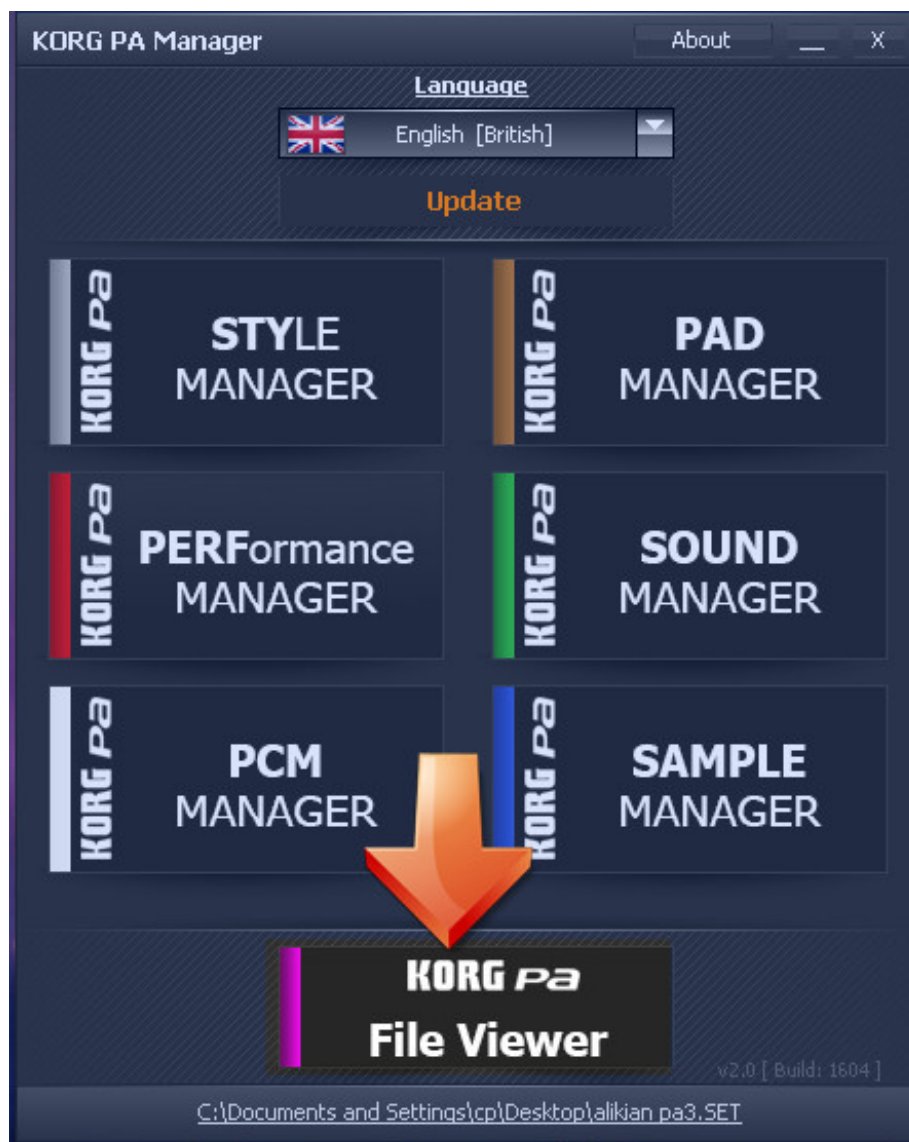 KORG PA Manager
About
__
X
Language
English [British]
Update
KORG Pa
STYLE
MANAGER
KORG Pa
PAD
MANAGER
KORG Pa
PERFormance
MANAGER
KORG Pa
SOUND
MANAGER
KORG Pa
PCM
MANAGER
KORG Pa
SAMPLE
MANAGER
KORG Pa
File Viewer
v2.0 [ Build: 1604 ]
C:\Documents and Settings\cp\Desktop\alikian pa3.SET